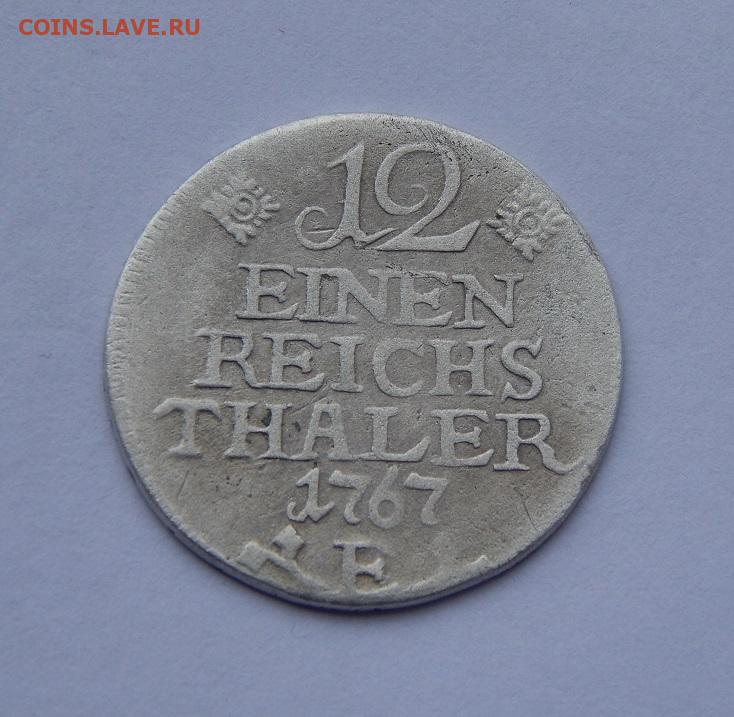 COINS.LAVE.RU
12
EINEN
REICHS
THALER
1767
E